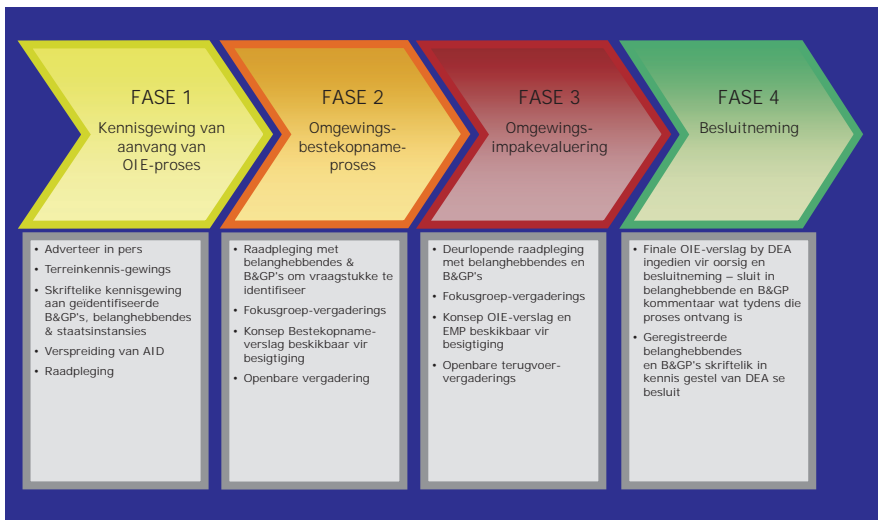 FASE 1
Kennisgewing van
aanvang van
OIE-proses
FASE 2
Omgewings-
bestekopname-
proses
FASE 3
Omgewings-
impakevaluering
FASE 4
Besluitneming
• Adverteer in pers
• Terreinkennis-gewings
• Skriftelike kennisgewing
aan geïdentifiseerde
B&GP's, belanghebbendes
& staatsinstansies
• Verspreiding van AID
• Raadpleging
• Raadpleging met
belanghebbendes &
B&GP's om vraagstukke te
identifiseer
• Fokusgroep-vergaderings
• Konsep Bestekopname-
verslag beskikbaar vir
besigtiging
• Openbare vergadering
• Deurlopende raadpleging
met belanghebbendes en
B&GP's
• Fokusgroep-vergaderings
• Konsep OIE-verslag en
EMP beskikbaar vir
besigtiging
• Openbare terugvoer-
vergaderings
• Finale OIE-verslag by DEA
ingedien vir oorsig en
besluitneming – sluit in
belanghebbende en B&GP
kommentaar wat tydens die
proses ontvang is
• Geregistreerde
belanghebbendes
en B&GP's skriftelik in
kennis gestel van DEA se
besluit